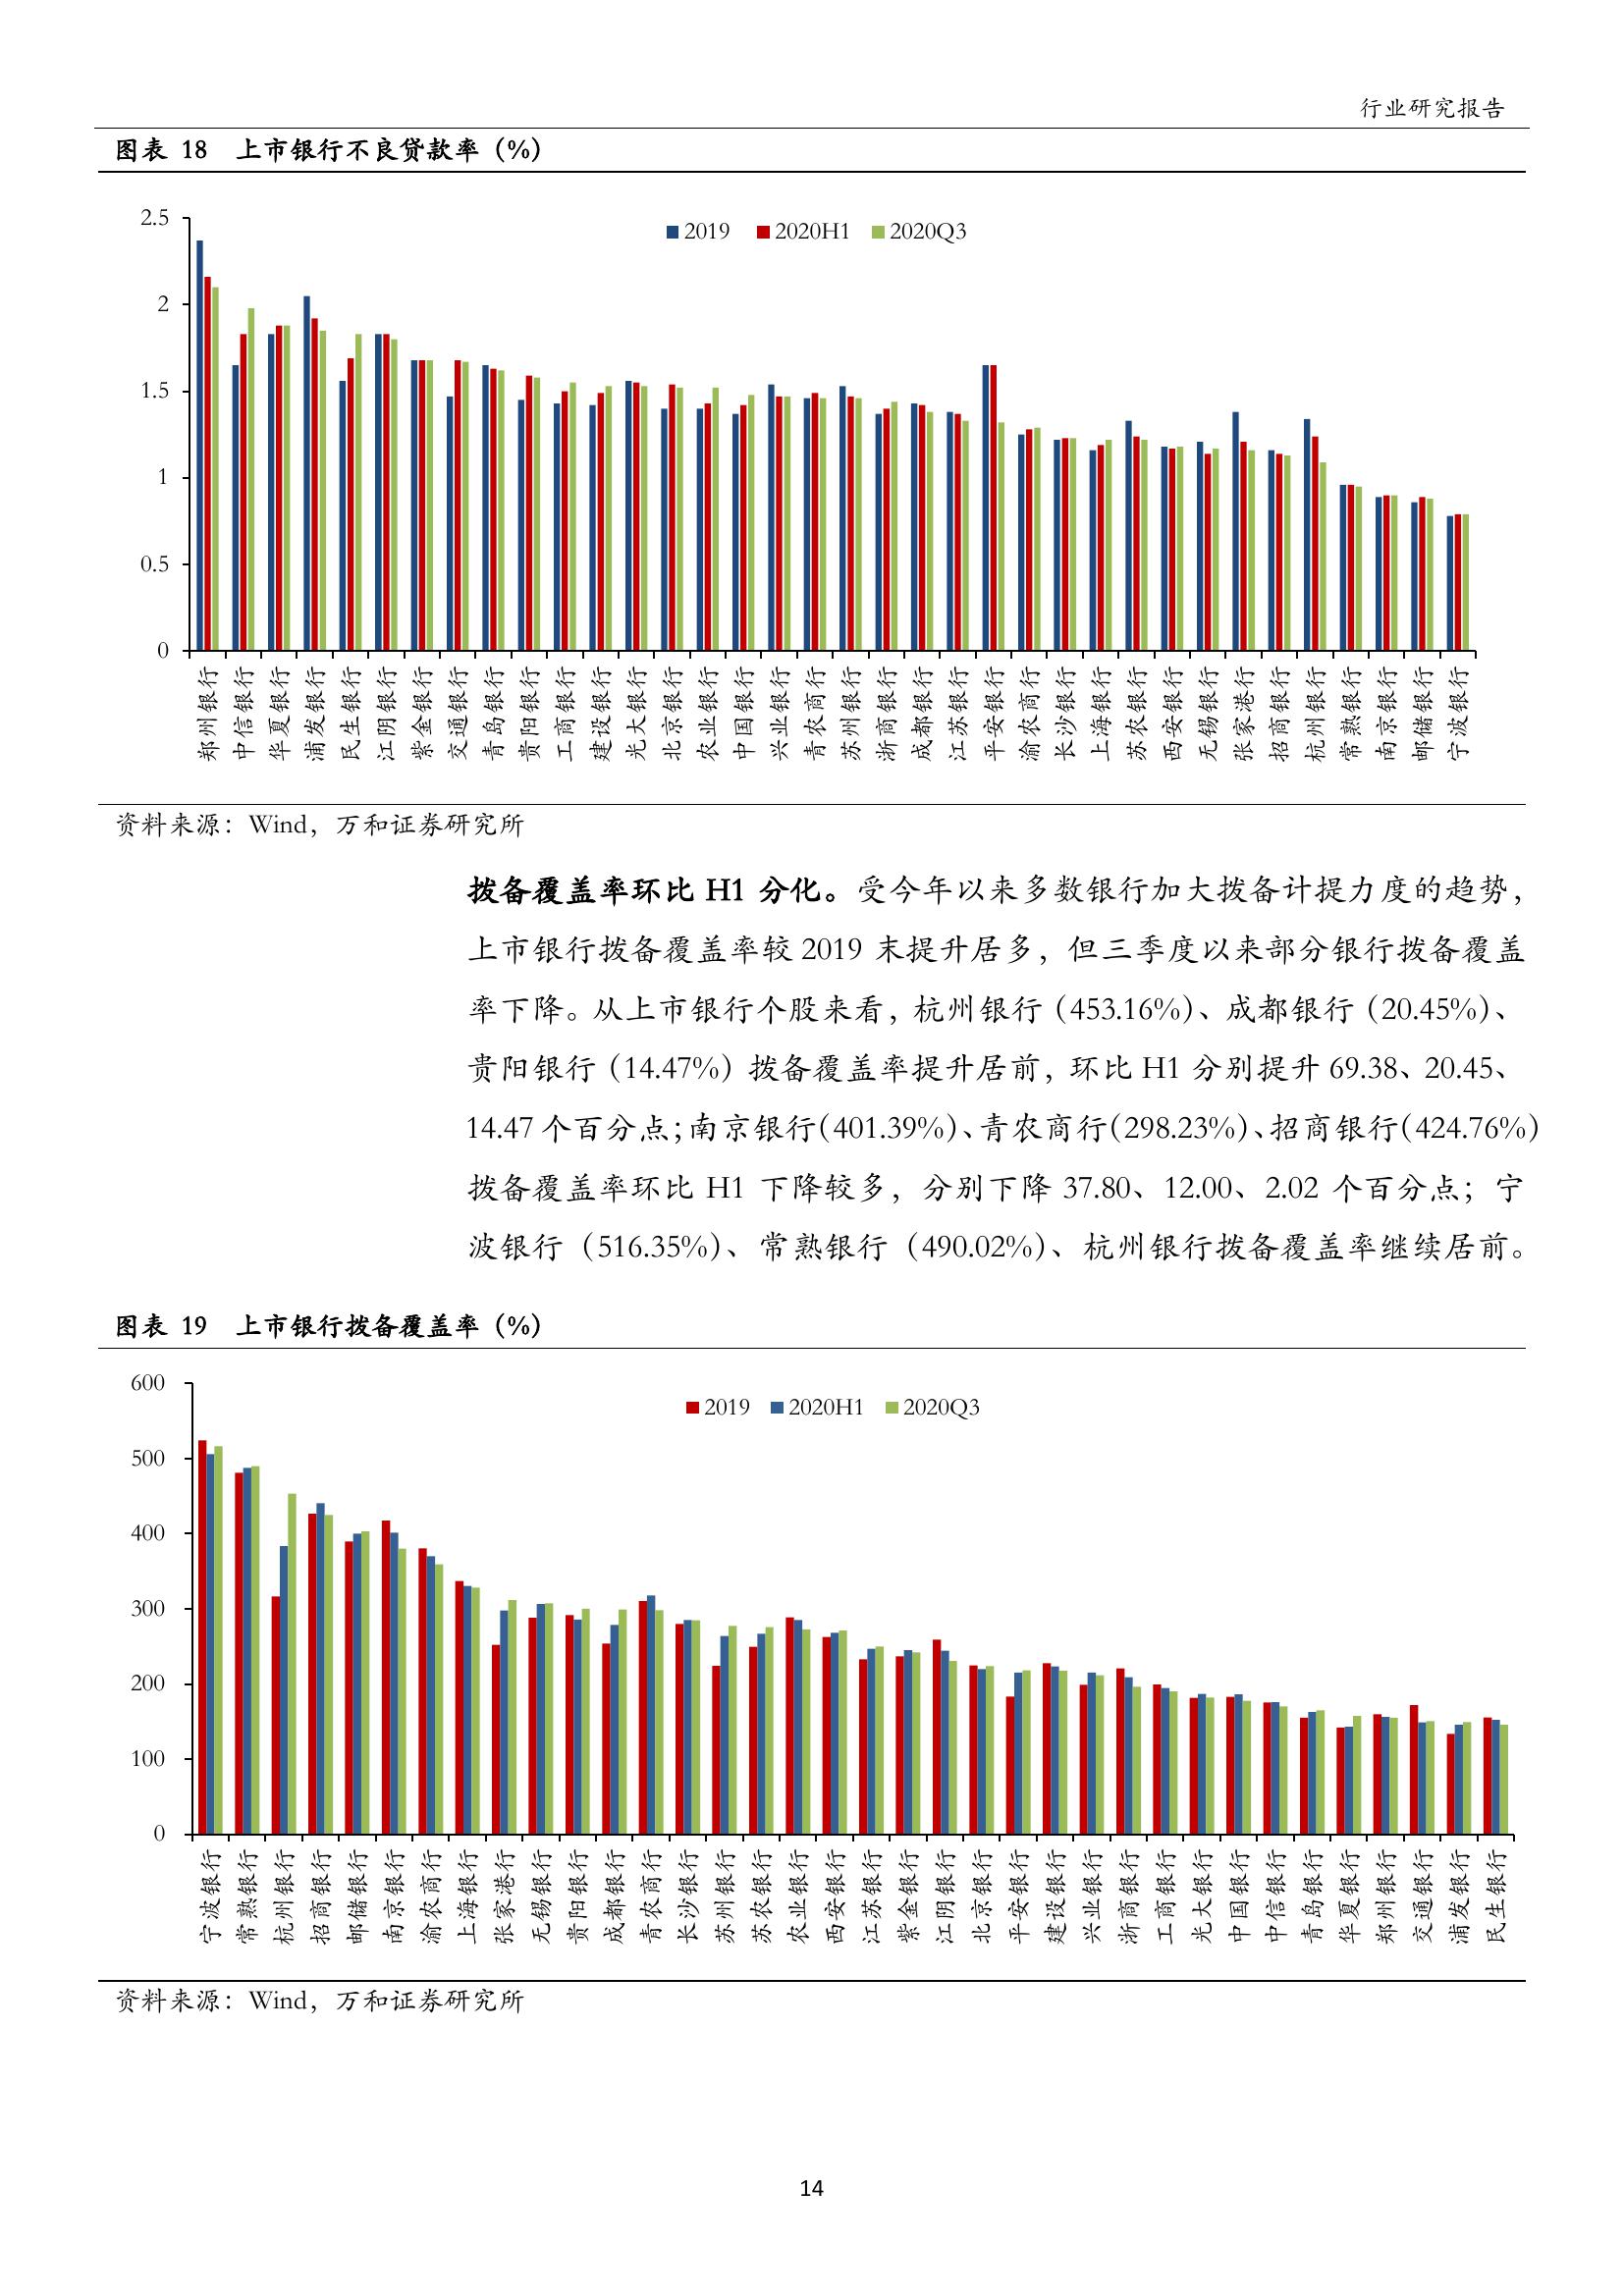 行业研究报告
图表 18 上市银行不良贷款率（%）
2019 2020H1 2020Q3
2.5
2
1.5
1
0.5
0
郑州银行 中信银行 华夏银行 浦发银行 民生银行 江阴银行 紫金银行 交通银行 青岛银行 贵阳银行 工商银行 建设银行 光大银行 北京银行 农业银行 中国银行 兴业银行 青农商行 苏州银行 浙商银行 成都银行 江苏银行 平安银行 渝农商行 长沙银行 上海银行 苏农银行 西安银行 无锡银行 张家港行 招商银行 杭州银行 常熟银行 南京银行 邮储银行 宁波银行
资料来源：Wind，万和证券研究所
拨备覆盖率环比 H1 分化。受今年以来多数银行加大拨备计提力度的趋势，
上市银行拨备覆盖率较 2019 末提升居多，但三季度以来部分银行拨备覆盖
率下降。从上市银行个股来看，杭州银行（453.16%）、成都银行（20.45%）、
贵阳银行（14.47%）拨备覆盖率提升居前，环比 H1 分别提升 69.38、20.45、
14.47 个百分点；南京银行（401.39%）、青农商行（298.23%）、招商银行（424.76%）
拨备覆盖率环比 H1 下降较多，分别下降 37.80、12.00、2.02 个百分点；宁
波银行（516.35%）、常熟银行（490.02%）、杭州银行拨备覆盖率继续居前。
图表 19 上市银行拨备覆盖率（%）
2019 2020H1 2020Q3
600
500
400
300
200
100
0
宁波银行 常熟银行 杭州银行 招商银行 邮储银行 南京银行 渝农商行 上海银行 张家港行 无锡银行 贵阳银行 成都银行 青农商行 长沙银行 苏州银行 苏农银行 农业银行 西安银行 江苏银行 紫金银行 江阴银行 北京银行 平安银行 建设银行 兴业银行 浙商银行 工商银行 光大银行 中国银行 中信银行 青岛银行 华夏银行 郑州银行 交通银行 浦发银行 民生银行
资料来源：Wind，万和证券研究所
14